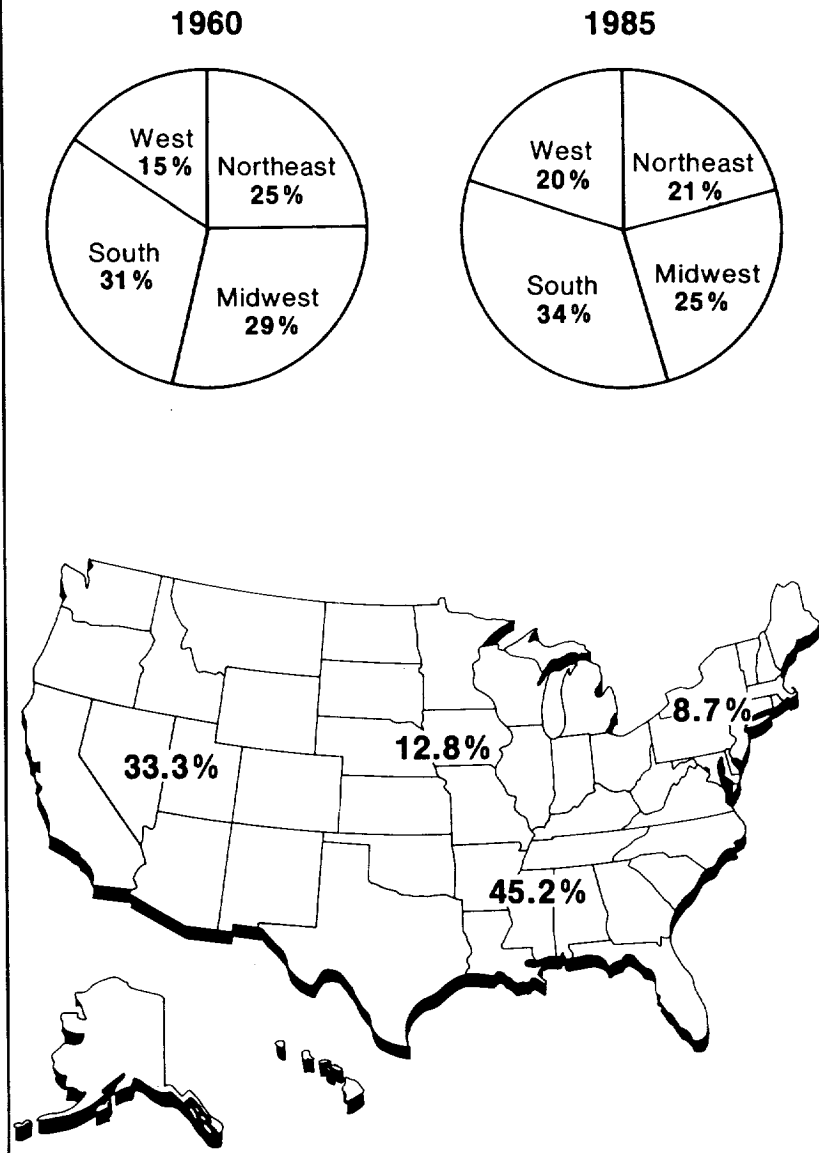 1960
1985
West
15%
Northeast
25%
South
31%
Midwest
29%
West
20%
Northeast
21%
South
34%
Midwest
25%
8.7%
12.8%
33.3%
45.2%